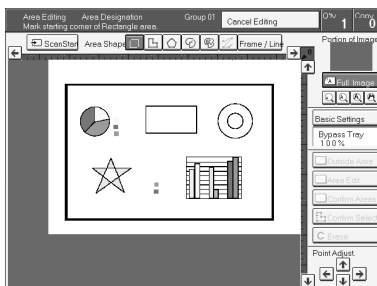 Area Editing Area Designation Group 01 Cancel Editing Qty 1 Copy 0
Mark starting corner of Rectangle area.
ScanStart Area Shape Frame / Line Portion of Image
Full Image
Basic Settings
Bypass Tray
100%
Outside Area
Area Edit
Confirm Areas
Confirm Select
C Erase
Point Adjust.